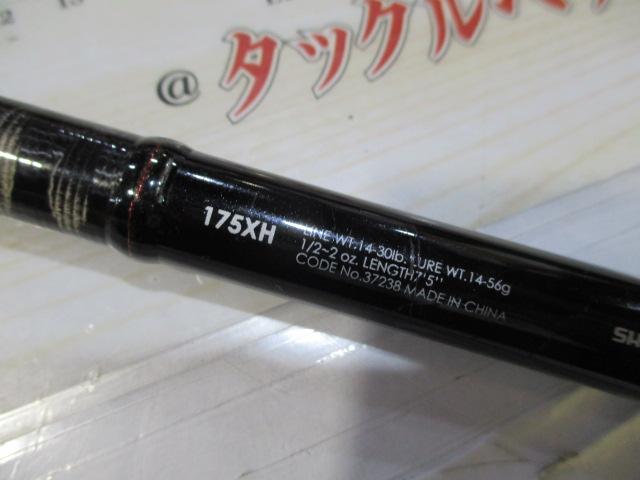 @タックル
175XH
LINE WT.14-30lb. LURE WT.14-56g
1/2~2 oz. LENGTH7'5"
CODE No.37238 MADE IN CHINA